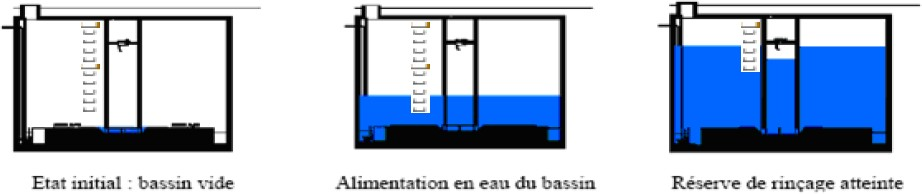 Etat initial : bassin vide
Alimentation en eau du bassin
Réserve de rinçage atteinte